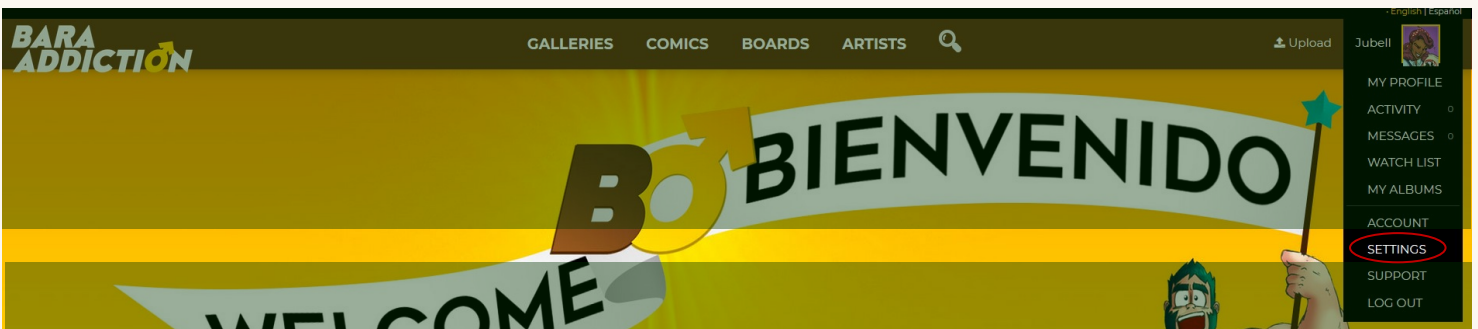 - English | Español
BARA
ADDICTION
GALLERIES COMICS BOARDS ARTISTS
Upload Jubell
MY PROFILE
ACTIVITY 0
MESSAGES 0
WATCH LIST
MY ALBUMS
ACCOUNT
SETTINGS
SUPPORT
LOG OUT
BO BIENVENIDO
WELCOME